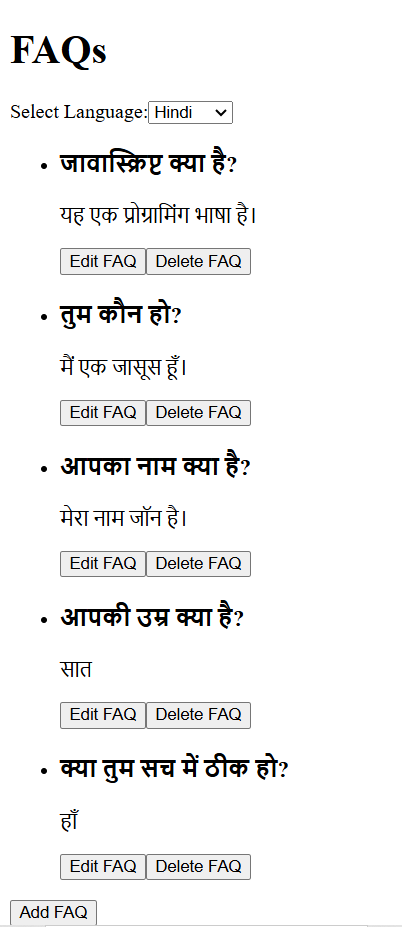 FAQs
Select Language: Hindi
जावास्क्रिप्ट क्या है?
यह एक प्रोग्रामिंग भाषा है।
Edit FAQ Delete FAQ
तुम कौन हो?
मैं एक जासूस हूँ।
Edit FAQ Delete FAQ
आपका नाम क्या है?
मेरा नाम जॉन है।
Edit FAQ Delete FAQ
आपकी उम्र क्या है?
सात
Edit FAQ Delete FAQ
क्या तुम सच में ठीक हो?
हाँ
Edit FAQ Delete FAQ
Add FAQ